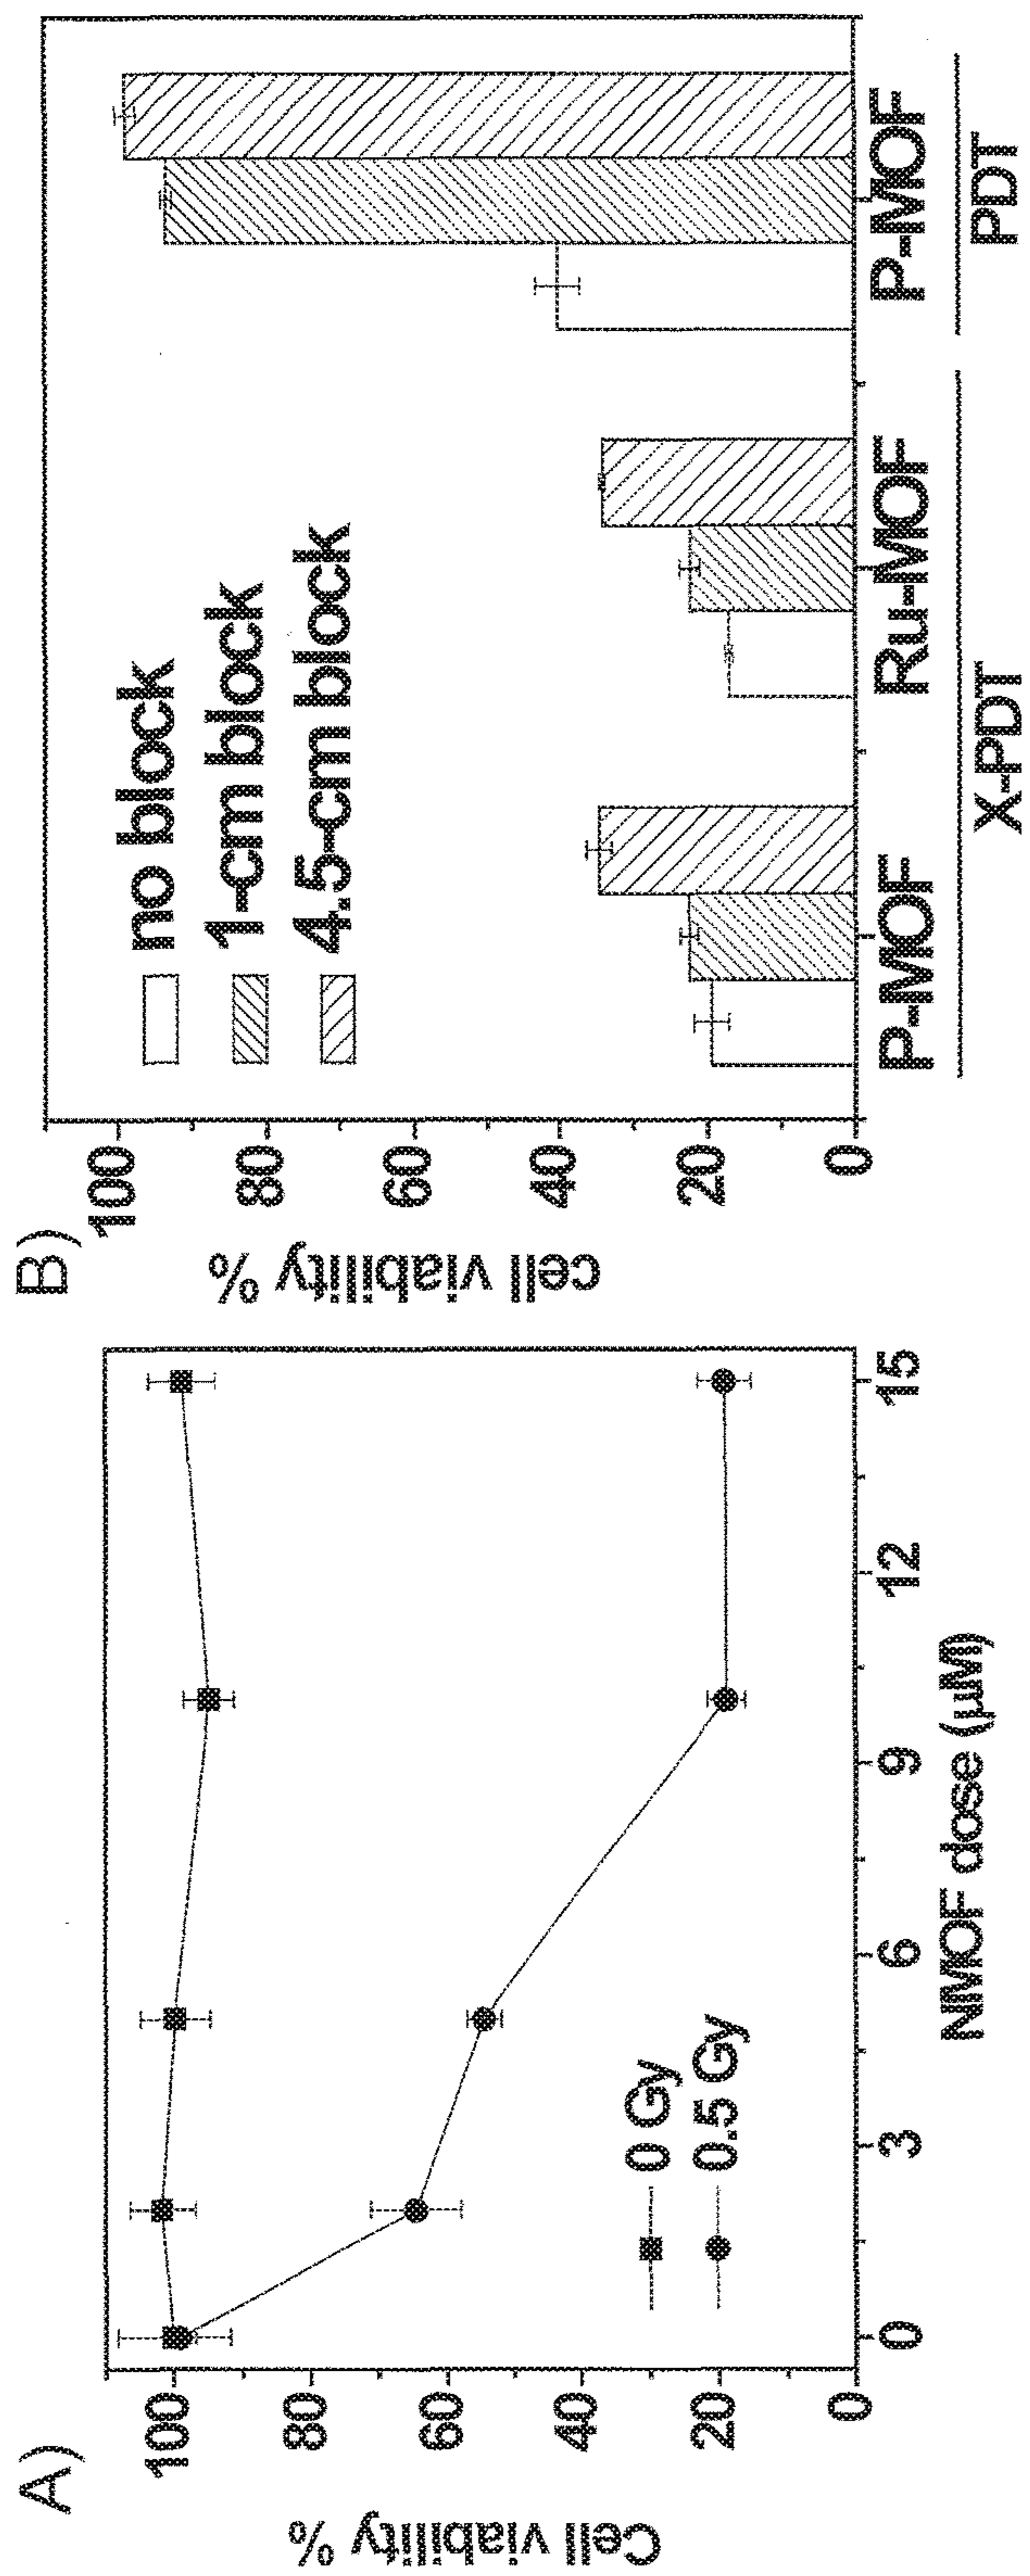 A)
Cell viability %
100
80
60
40
20
0
0 Gy
0.5 Gy
0 3 6 9 12 15
NMOF dose (µM)
B)
cell viability %
100
80
60
40
20
0
no block
1-cm block
4.5-cm block
P-MOF Ru-MOF P-MOF
X-PDT PDT